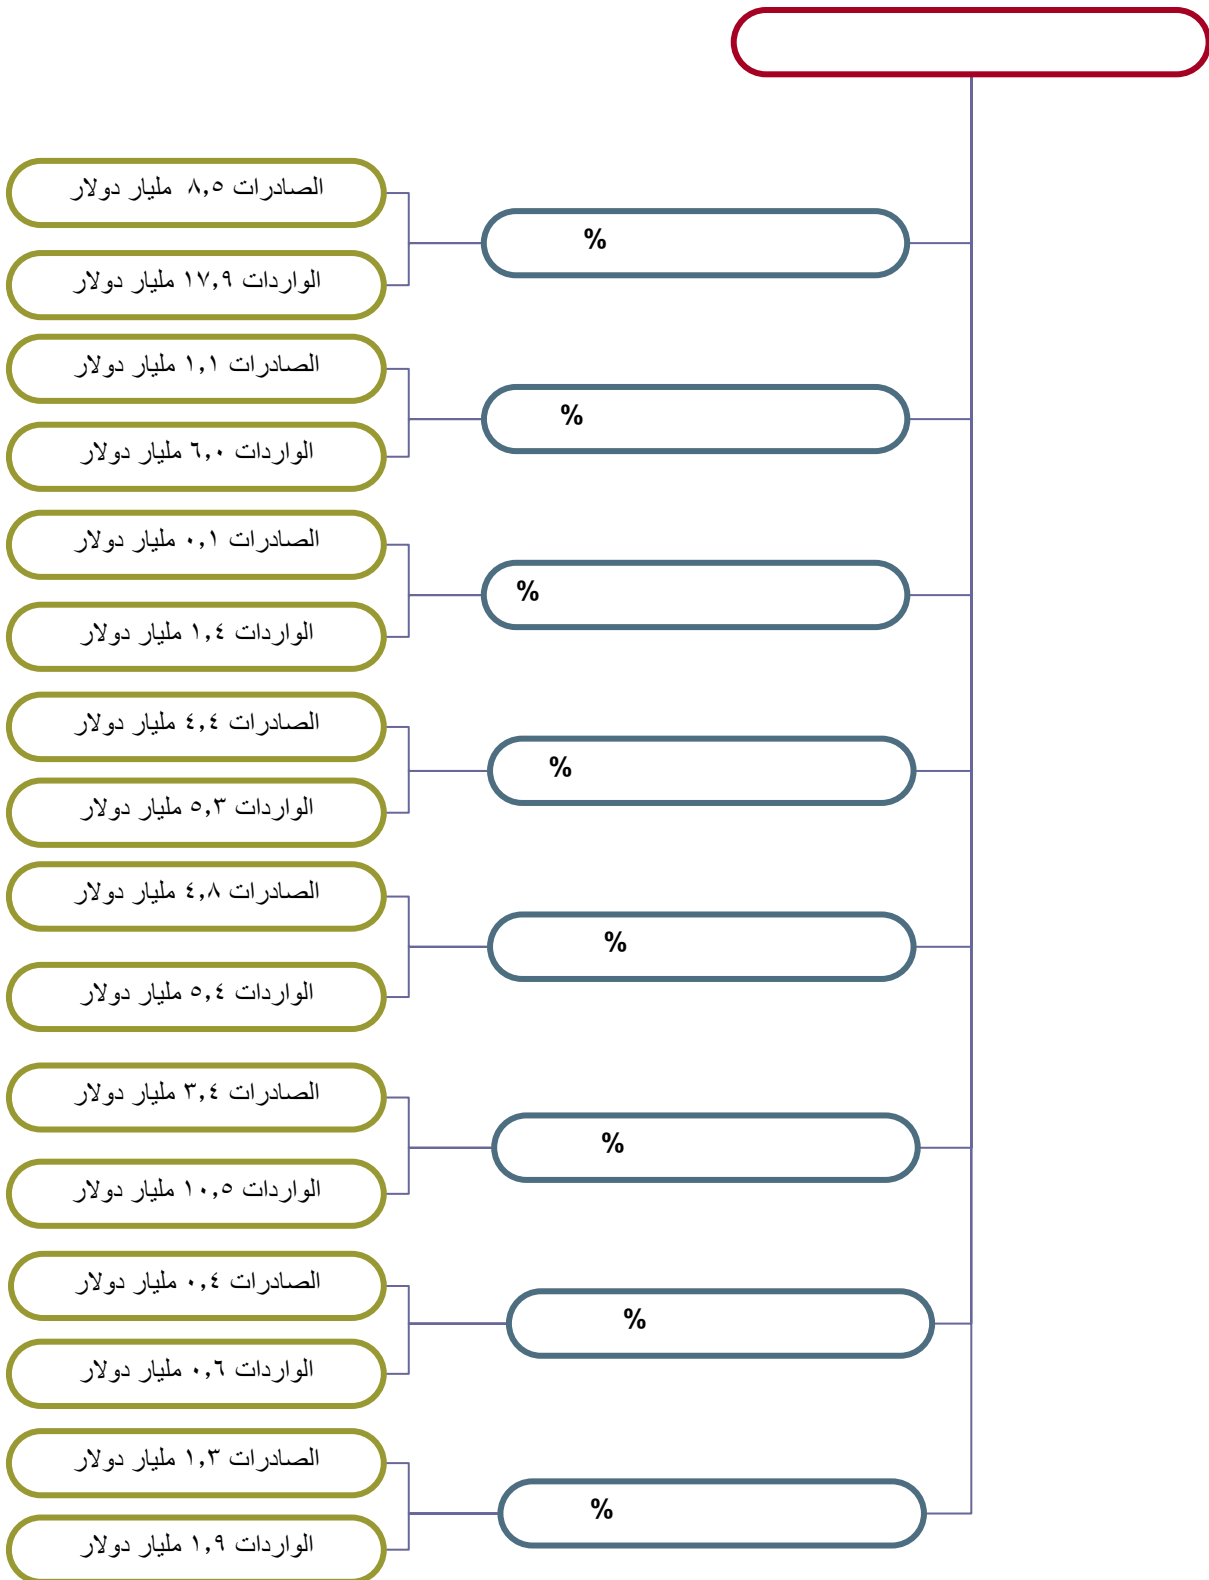 %
الصادرات ٨,٥ مليار دولار
الواردات ١٧,٩ مليار دولار
%
الصادرات ١,١ مليار دولار
الواردات ٦,٠ مليار دولار
%
الصادرات ٠,١ مليار دولار
الواردات ١,٤ مليار دولار
%
الصادرات ٤,٤ مليار دولار
الواردات ٥,٣ مليار دولار
%
الصادرات ٤,٨ مليار دولار
الواردات ٥,٤ مليار دولار
%
الصادرات ٣,٤ مليار دولار
الواردات ١٠,٥ مليار دولار
%
الصادرات ٠,٤ مليار دولار
الواردات ٠,٦ مليار دولار
%
الصادرات ١,٣ مليار دولار
الواردات ١,٩ مليار دولار